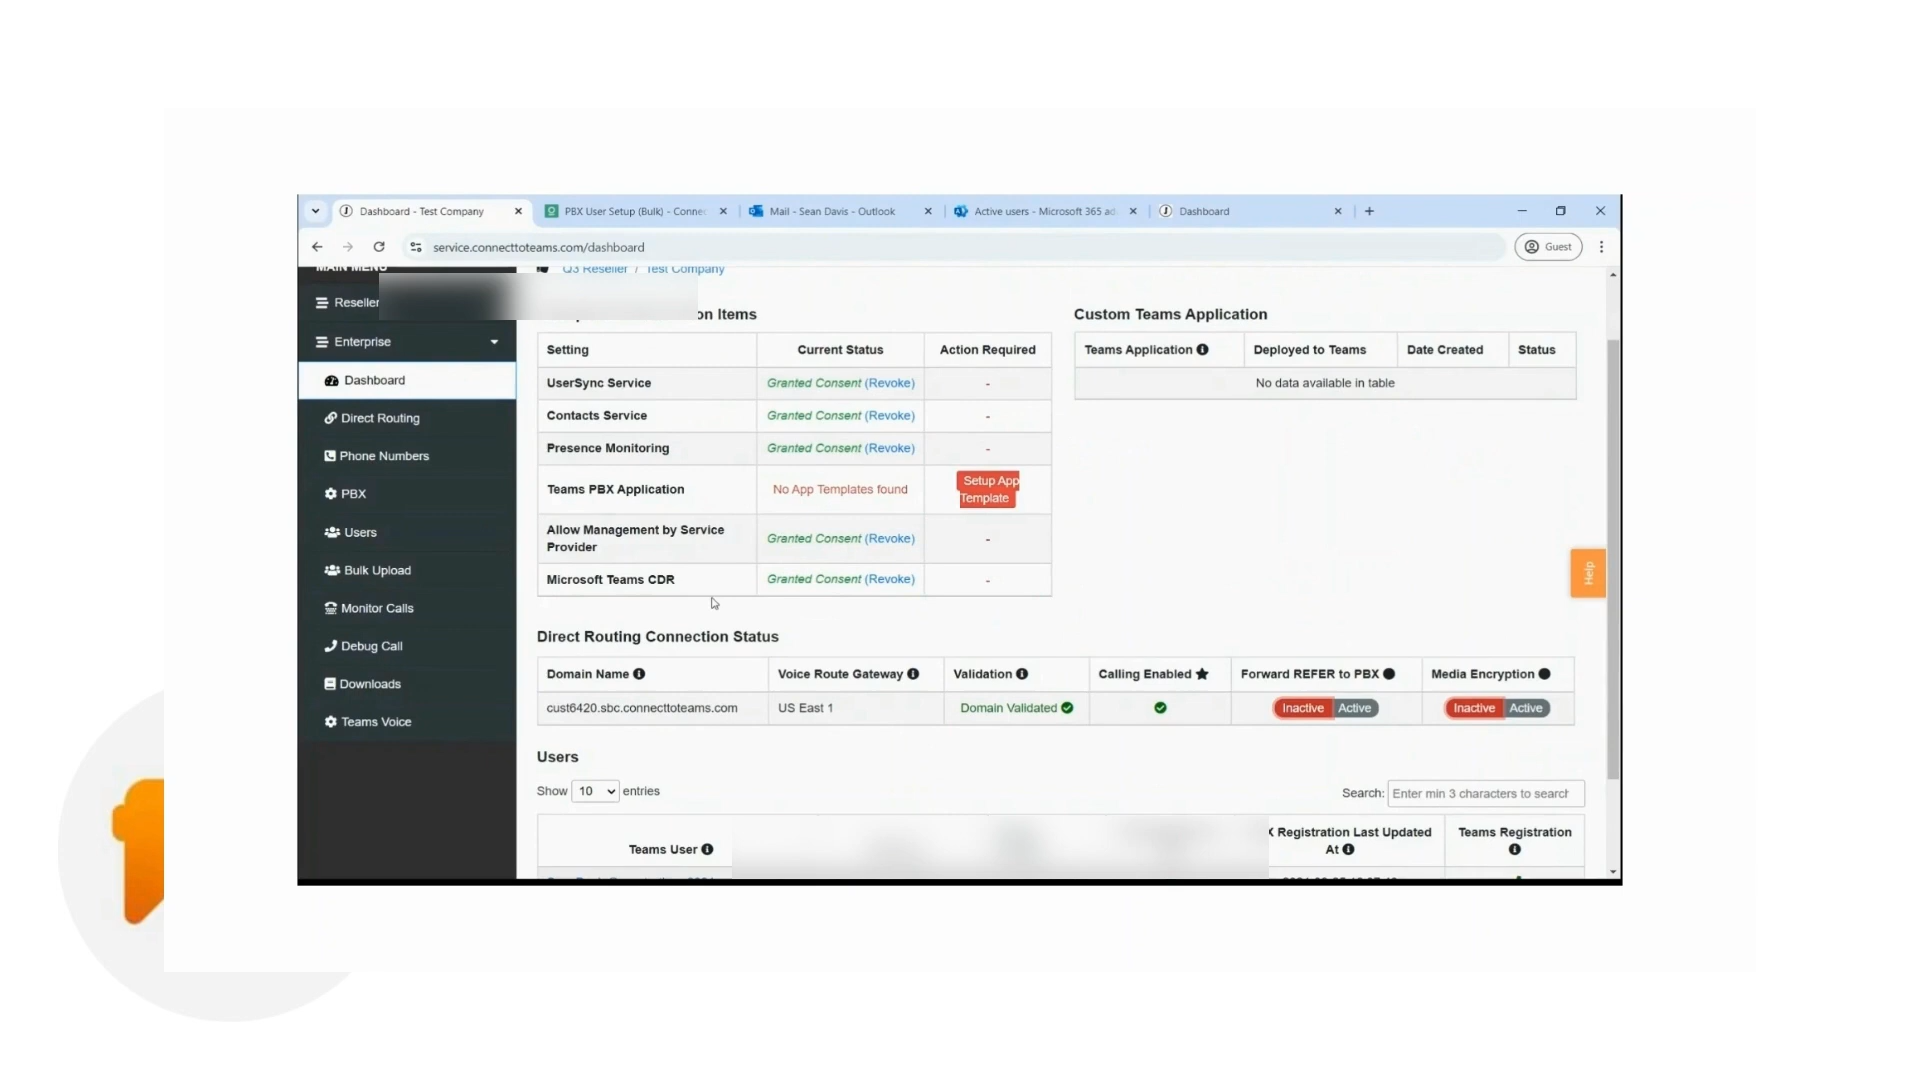 Dashboard - Test Company
PBX User Setup (Bulk) - Connec
Mail - Sean Davis - Outlook
Active users - Microsoft 365 ad
Dashboard
service.connecttoteams.com/dashboard
Guest
MAIN MENU
Q3 Reseller / Test Company
Reseller
Enterprise
Dashboard
Direct Routing
Phone Numbers
PBX
Users
Bulk Upload
Monitor Calls
Debug Call
Downloads
Teams Voice
on Items
Setting Current Status Action Required
UserSync Service Granted Consent (Revoke) -
Contacts Service Granted Consent (Revoke) -
Presence Monitoring Granted Consent (Revoke) -
Teams PBX Application No App Templates found Setup App
Template
Allow Management by Service
Provider Granted Consent (Revoke) -
Microsoft Teams CDR Granted Consent (Revoke) -
Custom Teams Application
Teams Application Deployed to Teams Date Created Status
No data available in table
Help
Direct Routing Connection Status
Domain Name Voice Route Gateway Validation Calling Enabled Forward REFER to PBX Media Encryption
cust6420.sbc.connecttoteams.com US East 1 Domain Validated Inactive Active Inactive Active
Users
Show 10 entries
Search: Enter min 3 characters to search
Teams User
X Registration Last Updated
At
Teams Registration